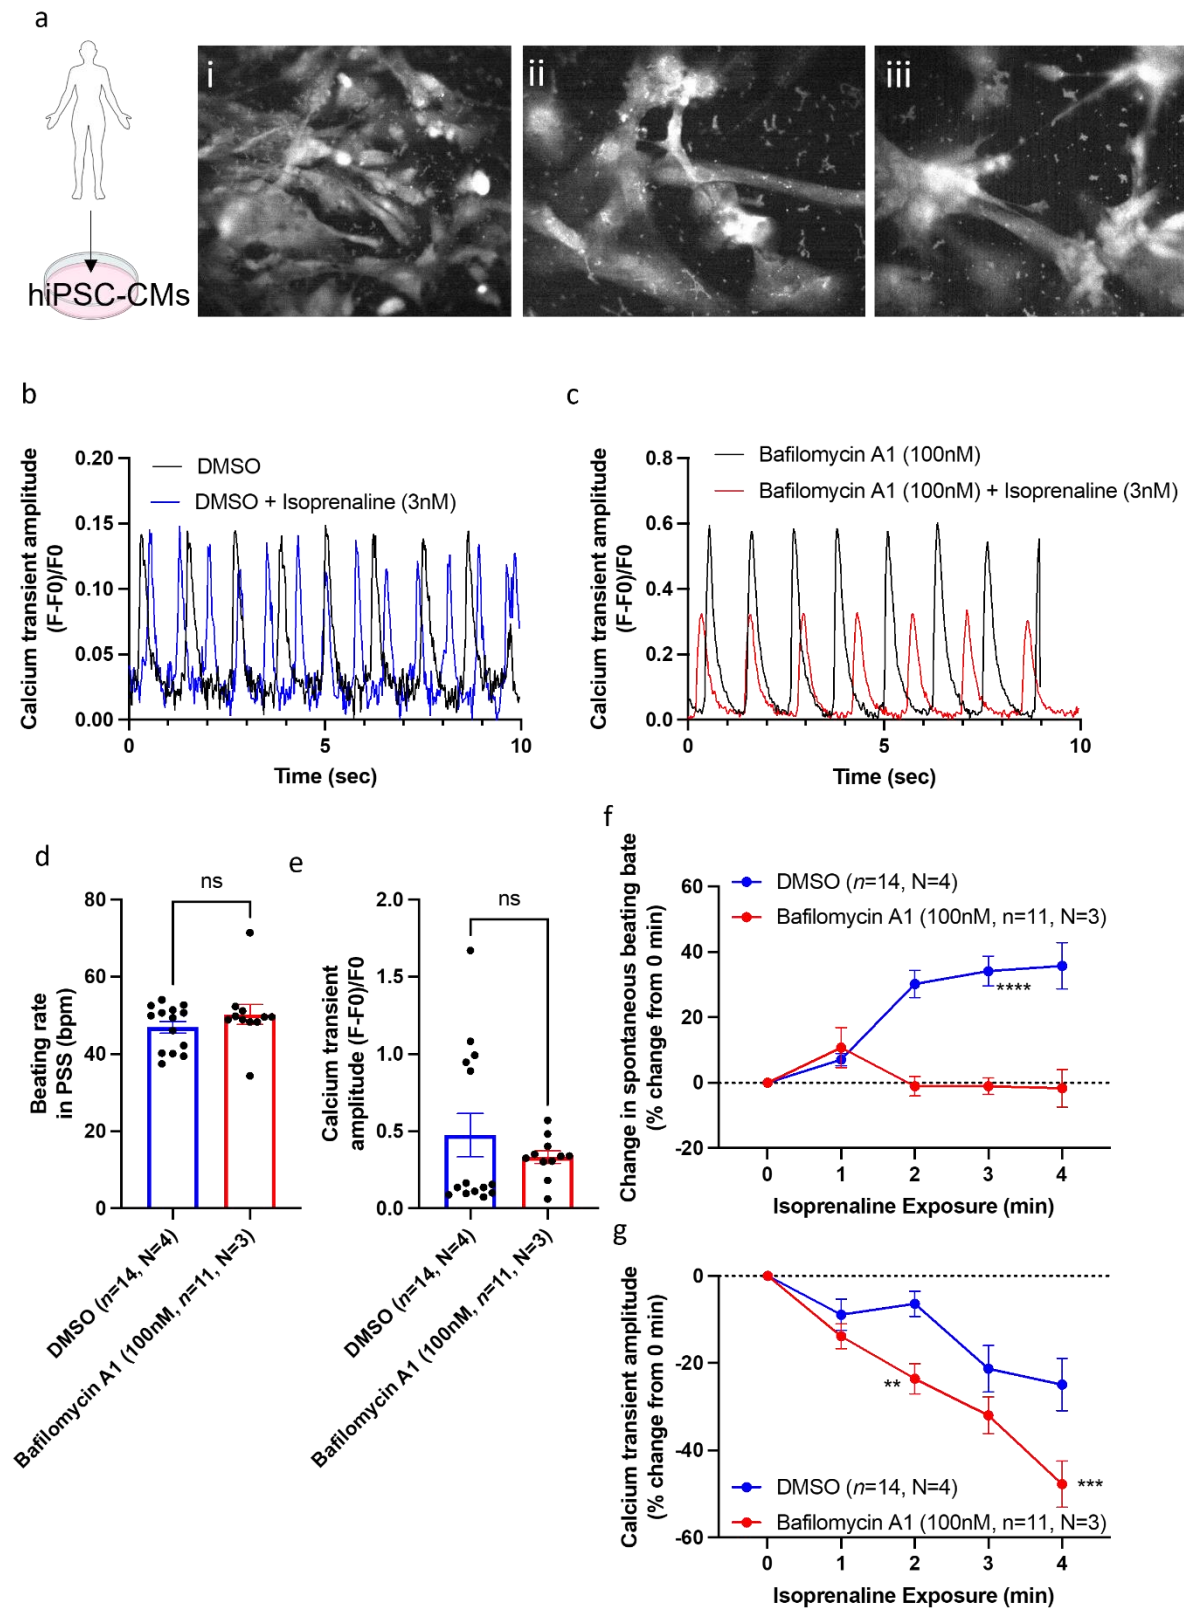 a
i
ii
iii
hiPSC-CMs
b
c
0.20
0.15
0.10
0.05
0.00
Calcium transient amplitude
(F-F0)/F0
DMSO
DMSO + Isoprenaline (3nM)
0
5
10
Time (sec)
0.8
0.6
0.4
0.2
0.0
Calcium transient amplitude
(F-F0)/F0
Bafilomycin A1 (100nM)
Bafilomycin A1 (100nM) + Isoprenaline (3nM)
0
5
10
Time (sec)
d
ns
80
60
40
20
0
Beating rate
in PSS (bpm)
DMSO (n=14, N=4)
Bafilomycin A1 (100nM, n=11, N=3)
e
ns
2.0
1.5
1.0
0.5
0.0
Calcium transient
amplitude (F-F0)/F0
DMSO (n=14, N=4)
Bafilomycin A1 (100nM, n=11, N=3)
f
60
40
20
0
-20
Change in spontaneous beating bate
(% change from 0 min)
DMSO (n=14, N=4)
Bafilomycin A1 (100nM, n=11, N=3)
****
0
1
2
3
4
Isoprenaline Exposure (min)
g
0
-20
-40
-60
Calcium transient amplitude
(% change from 0 min)
**
***
DMSO (n=14, N=4)
Bafilomycin A1 (100nM, n=11, N=3)
0
1
2
3
4
Isoprenaline Exposure (min)